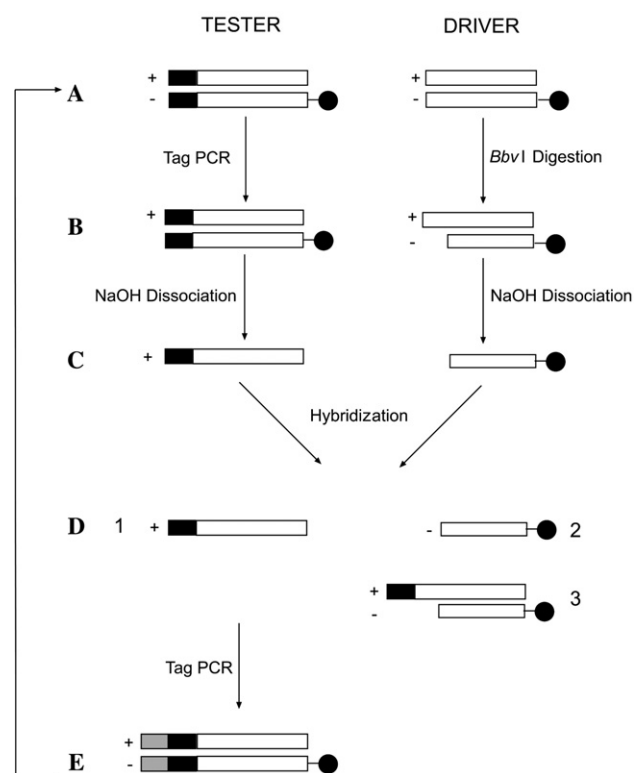 TESTER DRIVER
+ +
A - -
Tag PCR BbvI Digestion
+ +
B -
NaOH Dissociation NaOH Dissociation
C +
Hybridization
D 1 + - 2
+ 3
-
Tag PCR
+
E -